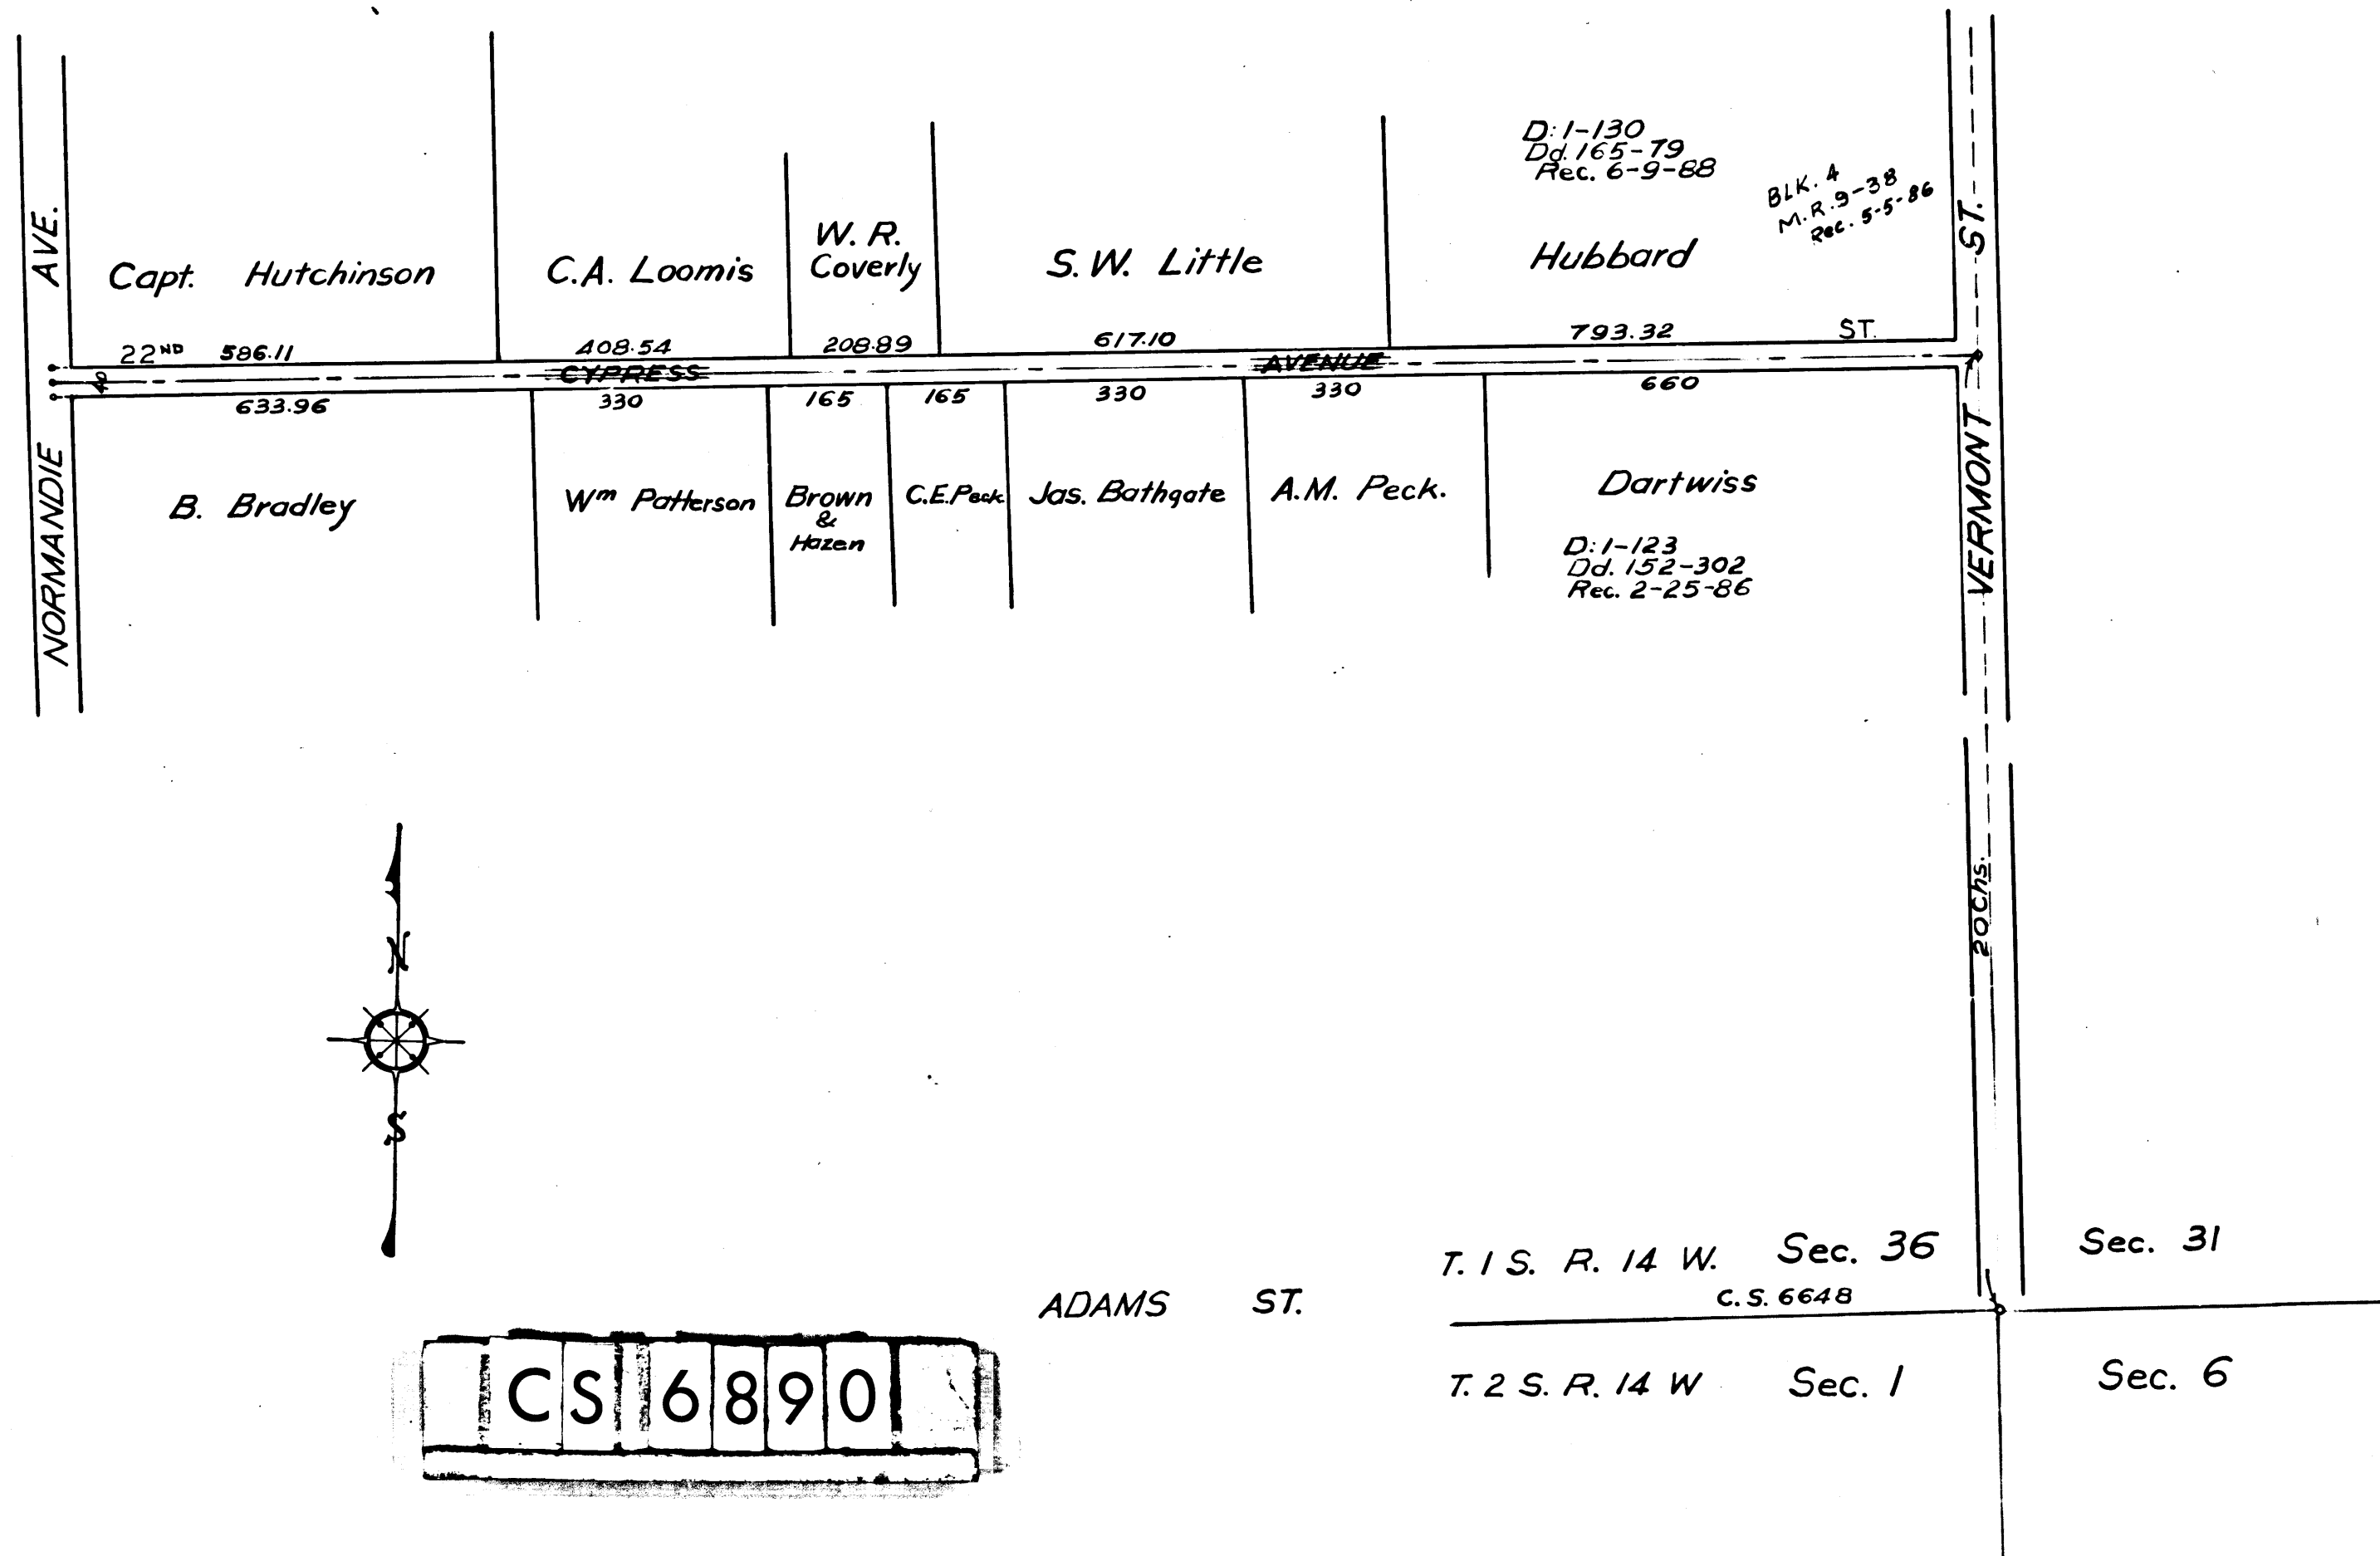 D: 1-130
Dd. 165-79
Rec. 6-9-88
BLK. 4
M.R. 9-38
Rec. 5-5-86
NORMANDIE AVE.
Capt. Hutchinson
C.A. Loomis
W. R.
Coverly
S. W. Little
Hubbard
VERMONT ST.
22ND 586.11
408.54
208.89
617.10
793.32
ST.
40
CYPRESS AVENUE
633.96
330
165
165
330
330
660
B. Bradley
Wm Patterson
Brown
&
Hazen
C.E. Peck
Jas. Bathgate
A.M. Peck.
Dartwiss
D: 1-123
Dd. 152-302
Rec. 2-25-86
20 Chs.
N
S
T. 1 S. R. 14 W. Sec. 36
Sec. 31
C.S. 6648
ADAMS ST.
T. 2 S. R. 14 W Sec. 1
Sec. 6
CS 6890